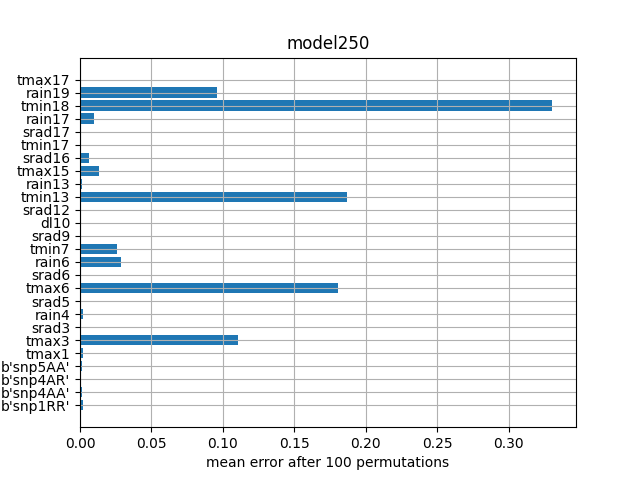 model250
tmax17
rain19
tmin18
rain17
srad17
tmin17
srad16
tmax15
rain13
tmin13
srad12
dl10
srad9
tmin7
rain6
srad6
tmax6
srad5
rain4
srad3
tmax3
tmax1
b'snp5AA'
b'snp4AR'
b'snp4AA'
b'snp1RR'
0.00 0.05 0.10 0.15 0.20 0.25 0.30
mean error after 100 permutations